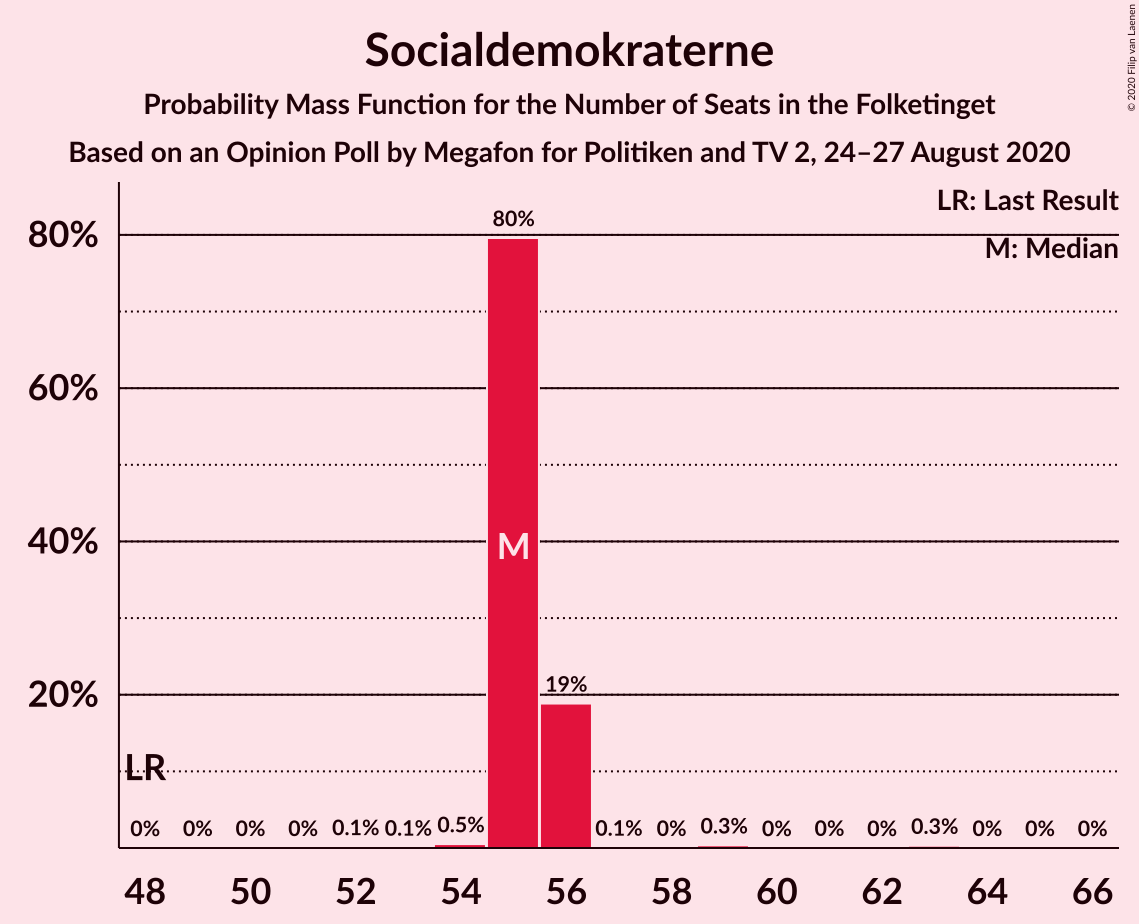 Socialdemokraterne
Probability Mass Function for the Number of Seats in the Folketinget
Based on an Opinion Poll by Megafon for Politiken and TV 2, 24–27 August 2020
© 2020 Filip van Laenen
LR: Last Result
M: Median
80%
60%
40%
20%
80%
M
19%
LR
0% 0% 0% 0% 0.1% 0.1% 0.5% 0.1% 0% 0.3% 0% 0% 0% 0.3% 0% 0% 0%
48 50 52 54 56 58 60 62 64 66